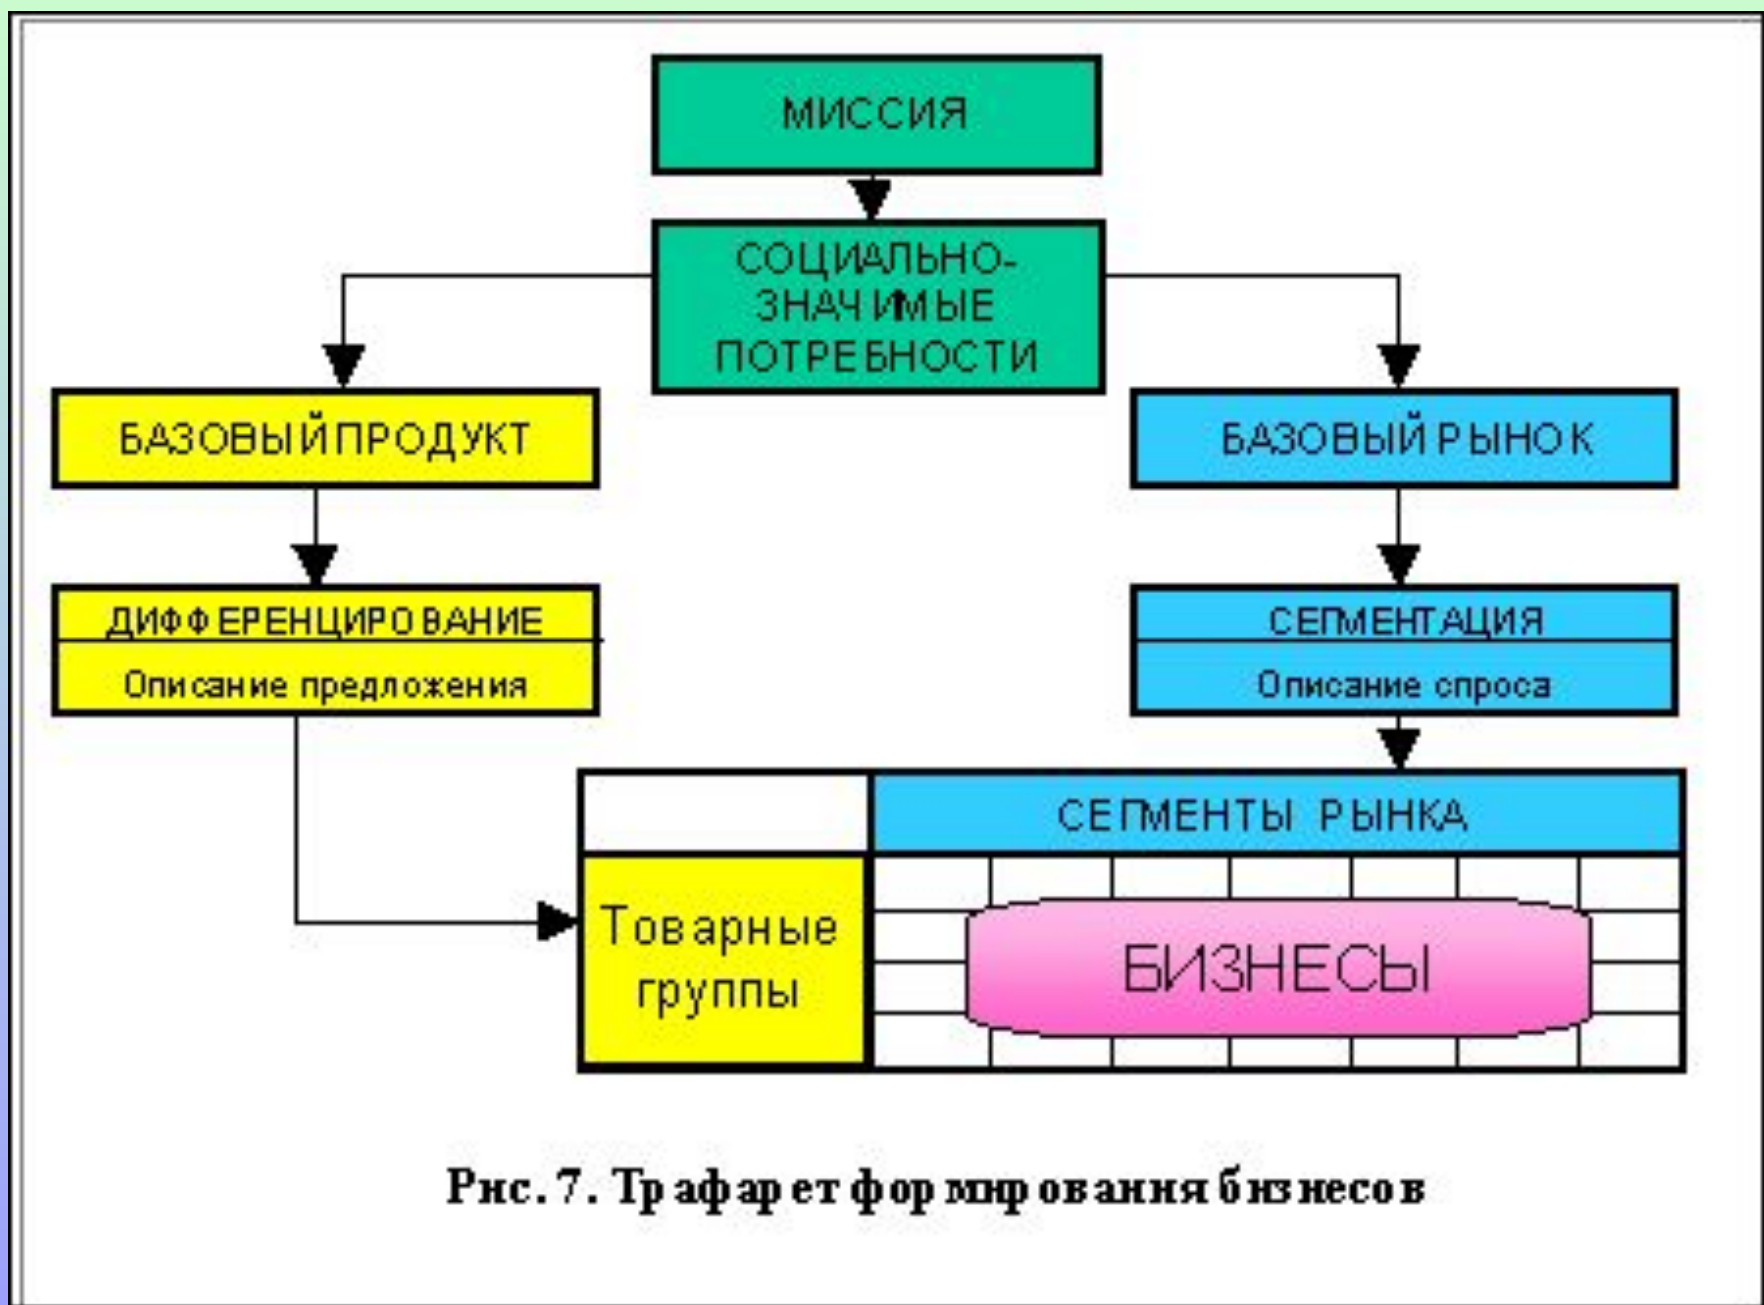 МИССИЯ
СОЦИАЛЬНО-
ЗНАЧИМЫЕ
ПОТРЕБНОСТИ
БАЗОВЫЙ ПРОДУКТ
БАЗОВЫЙ РЫНОК
ДИФФЕРЕНЦИРОВАНИЕ
Описание предложения
СЕГМЕНТАЦИЯ
Описание спроса
СЕГМЕНТЫ РЫНКА
Товарные
группы
БИЗНЕСЫ
Рис. 7. Трафарет формирования бизнесов